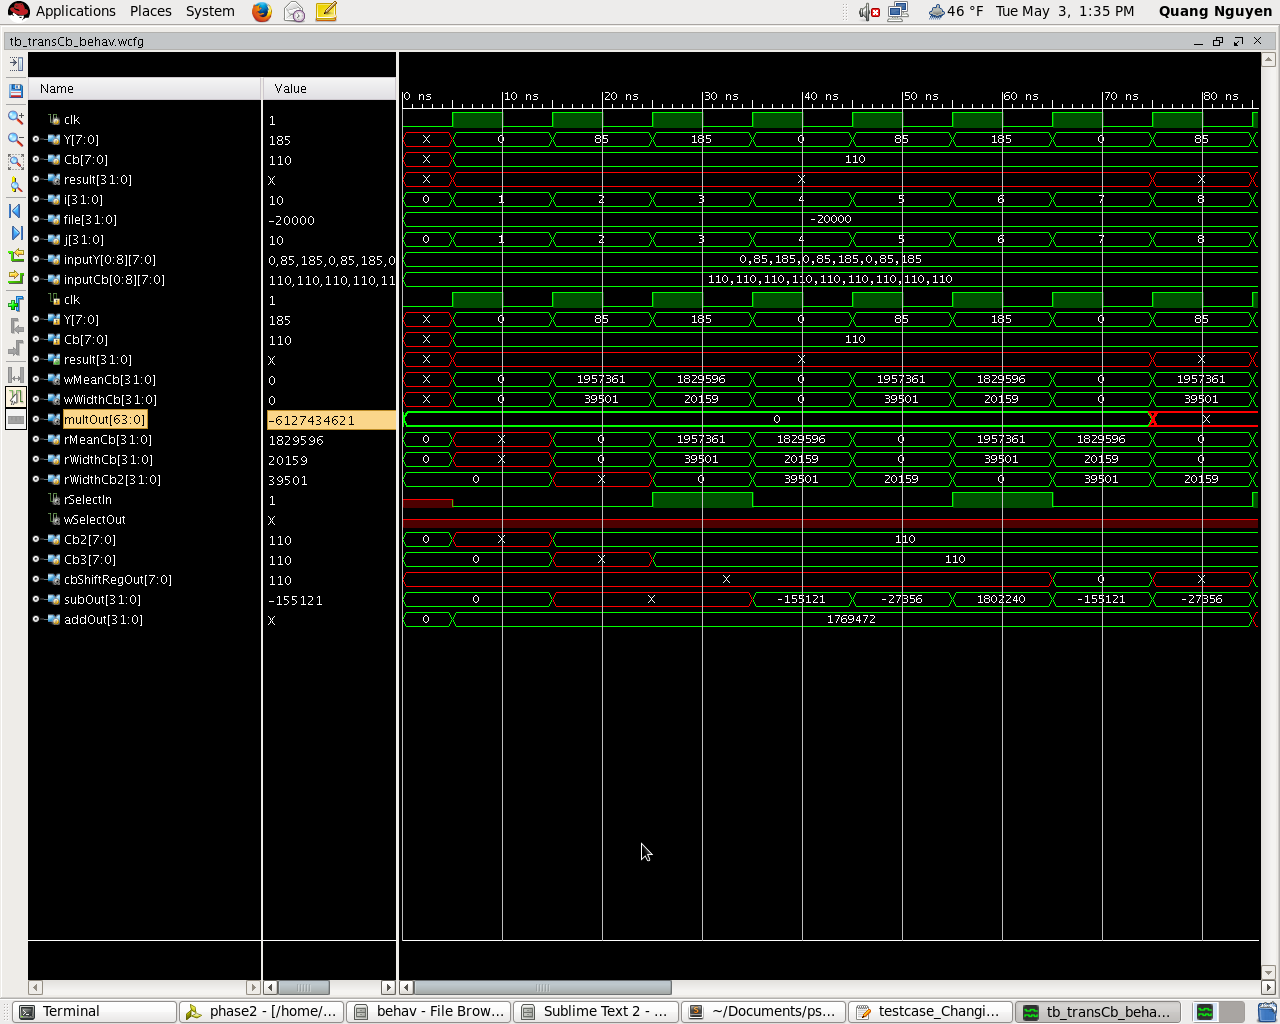 Applications Places System 46 °F Tue May 3, 1:35 PM Quang Nguyen
tb_transCb_behav.wcfg
Name Value
0 ns 10 ns 20 ns 30 ns 40 ns 50 ns 60 ns 70 ns 80 ns
clk 1
Y[7:0] 185 X 0 85 185 0 85 185 0 85
Cb[7:0] 110 X 110
result[31:0] X X X X
i[31:0] 10 0 1 2 3 4 5 6 7 8
file[31:0] -20000 -20000
j[31:0] 10 0 1 2 3 4 5 6 7 8
inputY[0:8][7:0] 0,85,185,0,85,185,0 0,85,185,0,85,185,0,85,185
inputCb[0:8][7:0] 110,110,110,110,11 110,110,110,110,110,110,110,110,110
clk 1
Y[7:0] 185 X 0 85 185 0 85 185 0 85
Cb[7:0] 110 X 110
result[31:0] X X X X
wMeanCb[31:0] 0 X 0 1957361 1829596 0 1957361 1829596 0 1957361
wWidthCb[31:0] 0 X 0 39501 20159 0 39501 20159 0 39501
multOut[63:0] -6127434621 0 X
rMeanCb[31:0] 1829596 0 X 0 1957361 1829596 0 1957361 1829596 0
rWidthCb[31:0] 20159 0 X 0 39501 20159 0 39501 20159 0
rWidthCb2[31:0] 39501 0 X 0 39501 20159 0 39501 20159
rSelectIn 1
wSelectOut X
Cb2[7:0] 110 0 X 110
Cb3[7:0] 110 0 X 110
cbShiftRegOut[7:0] 110 X 0 X
subOut[31:0] -155121 0 X -155121 -27356 1802240 -155121 -27356
addOut[31:0] X 0 1769472
Terminal phase2 - [/home/... behav - File Brow... Sublime Text 2 - ... ~/Documents/ps... testcase_Changi... tb_transCb_beha...